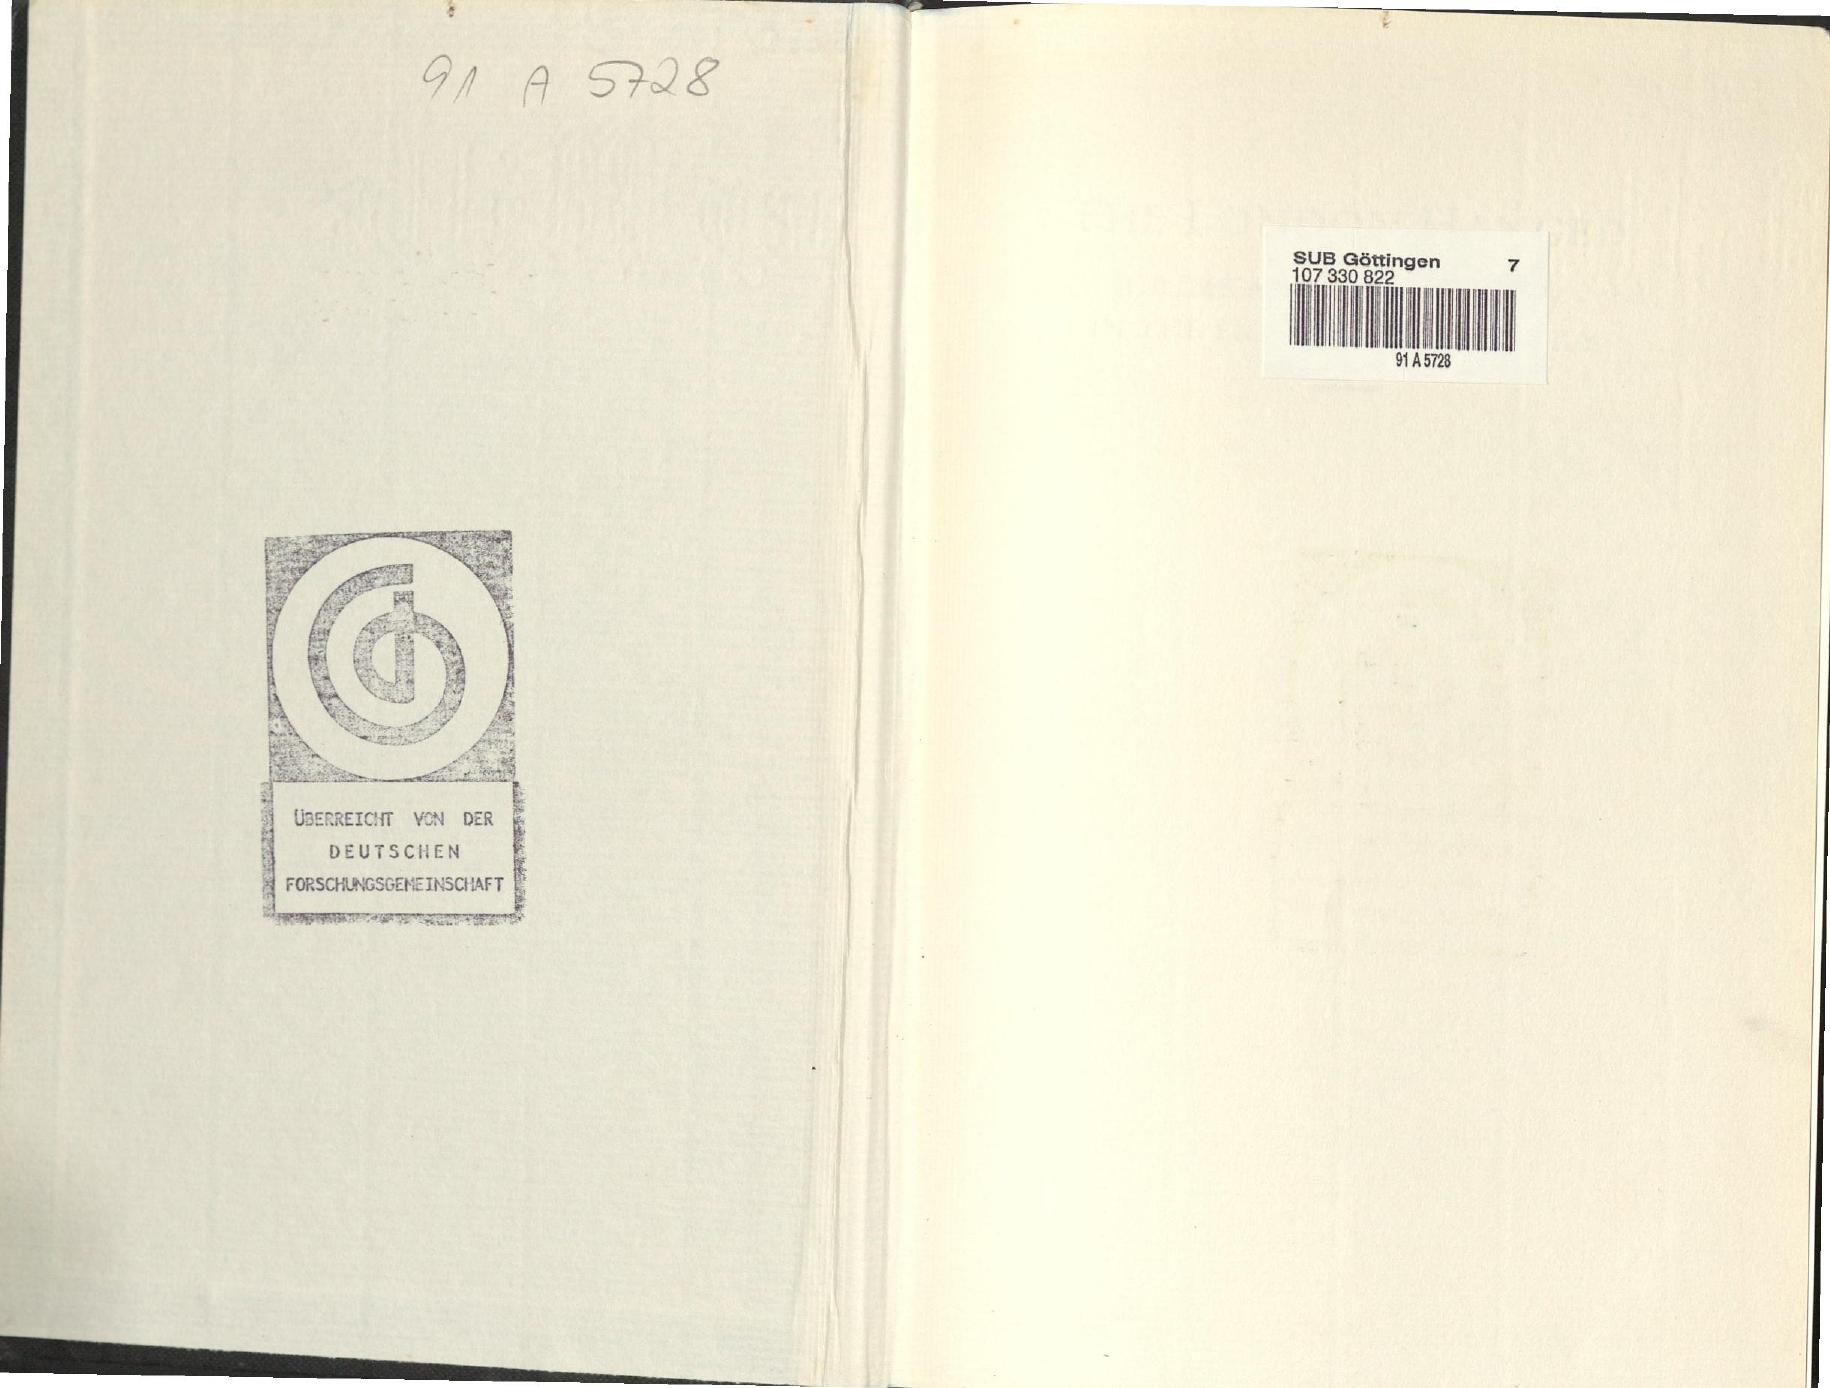 91 A 5728
ÜBERREICHT VON DER
DEUTSCHEN
FORSCHUNGSGEMEINSCHAFT
SUB Göttingen 7
107 330 822
91 A 5728